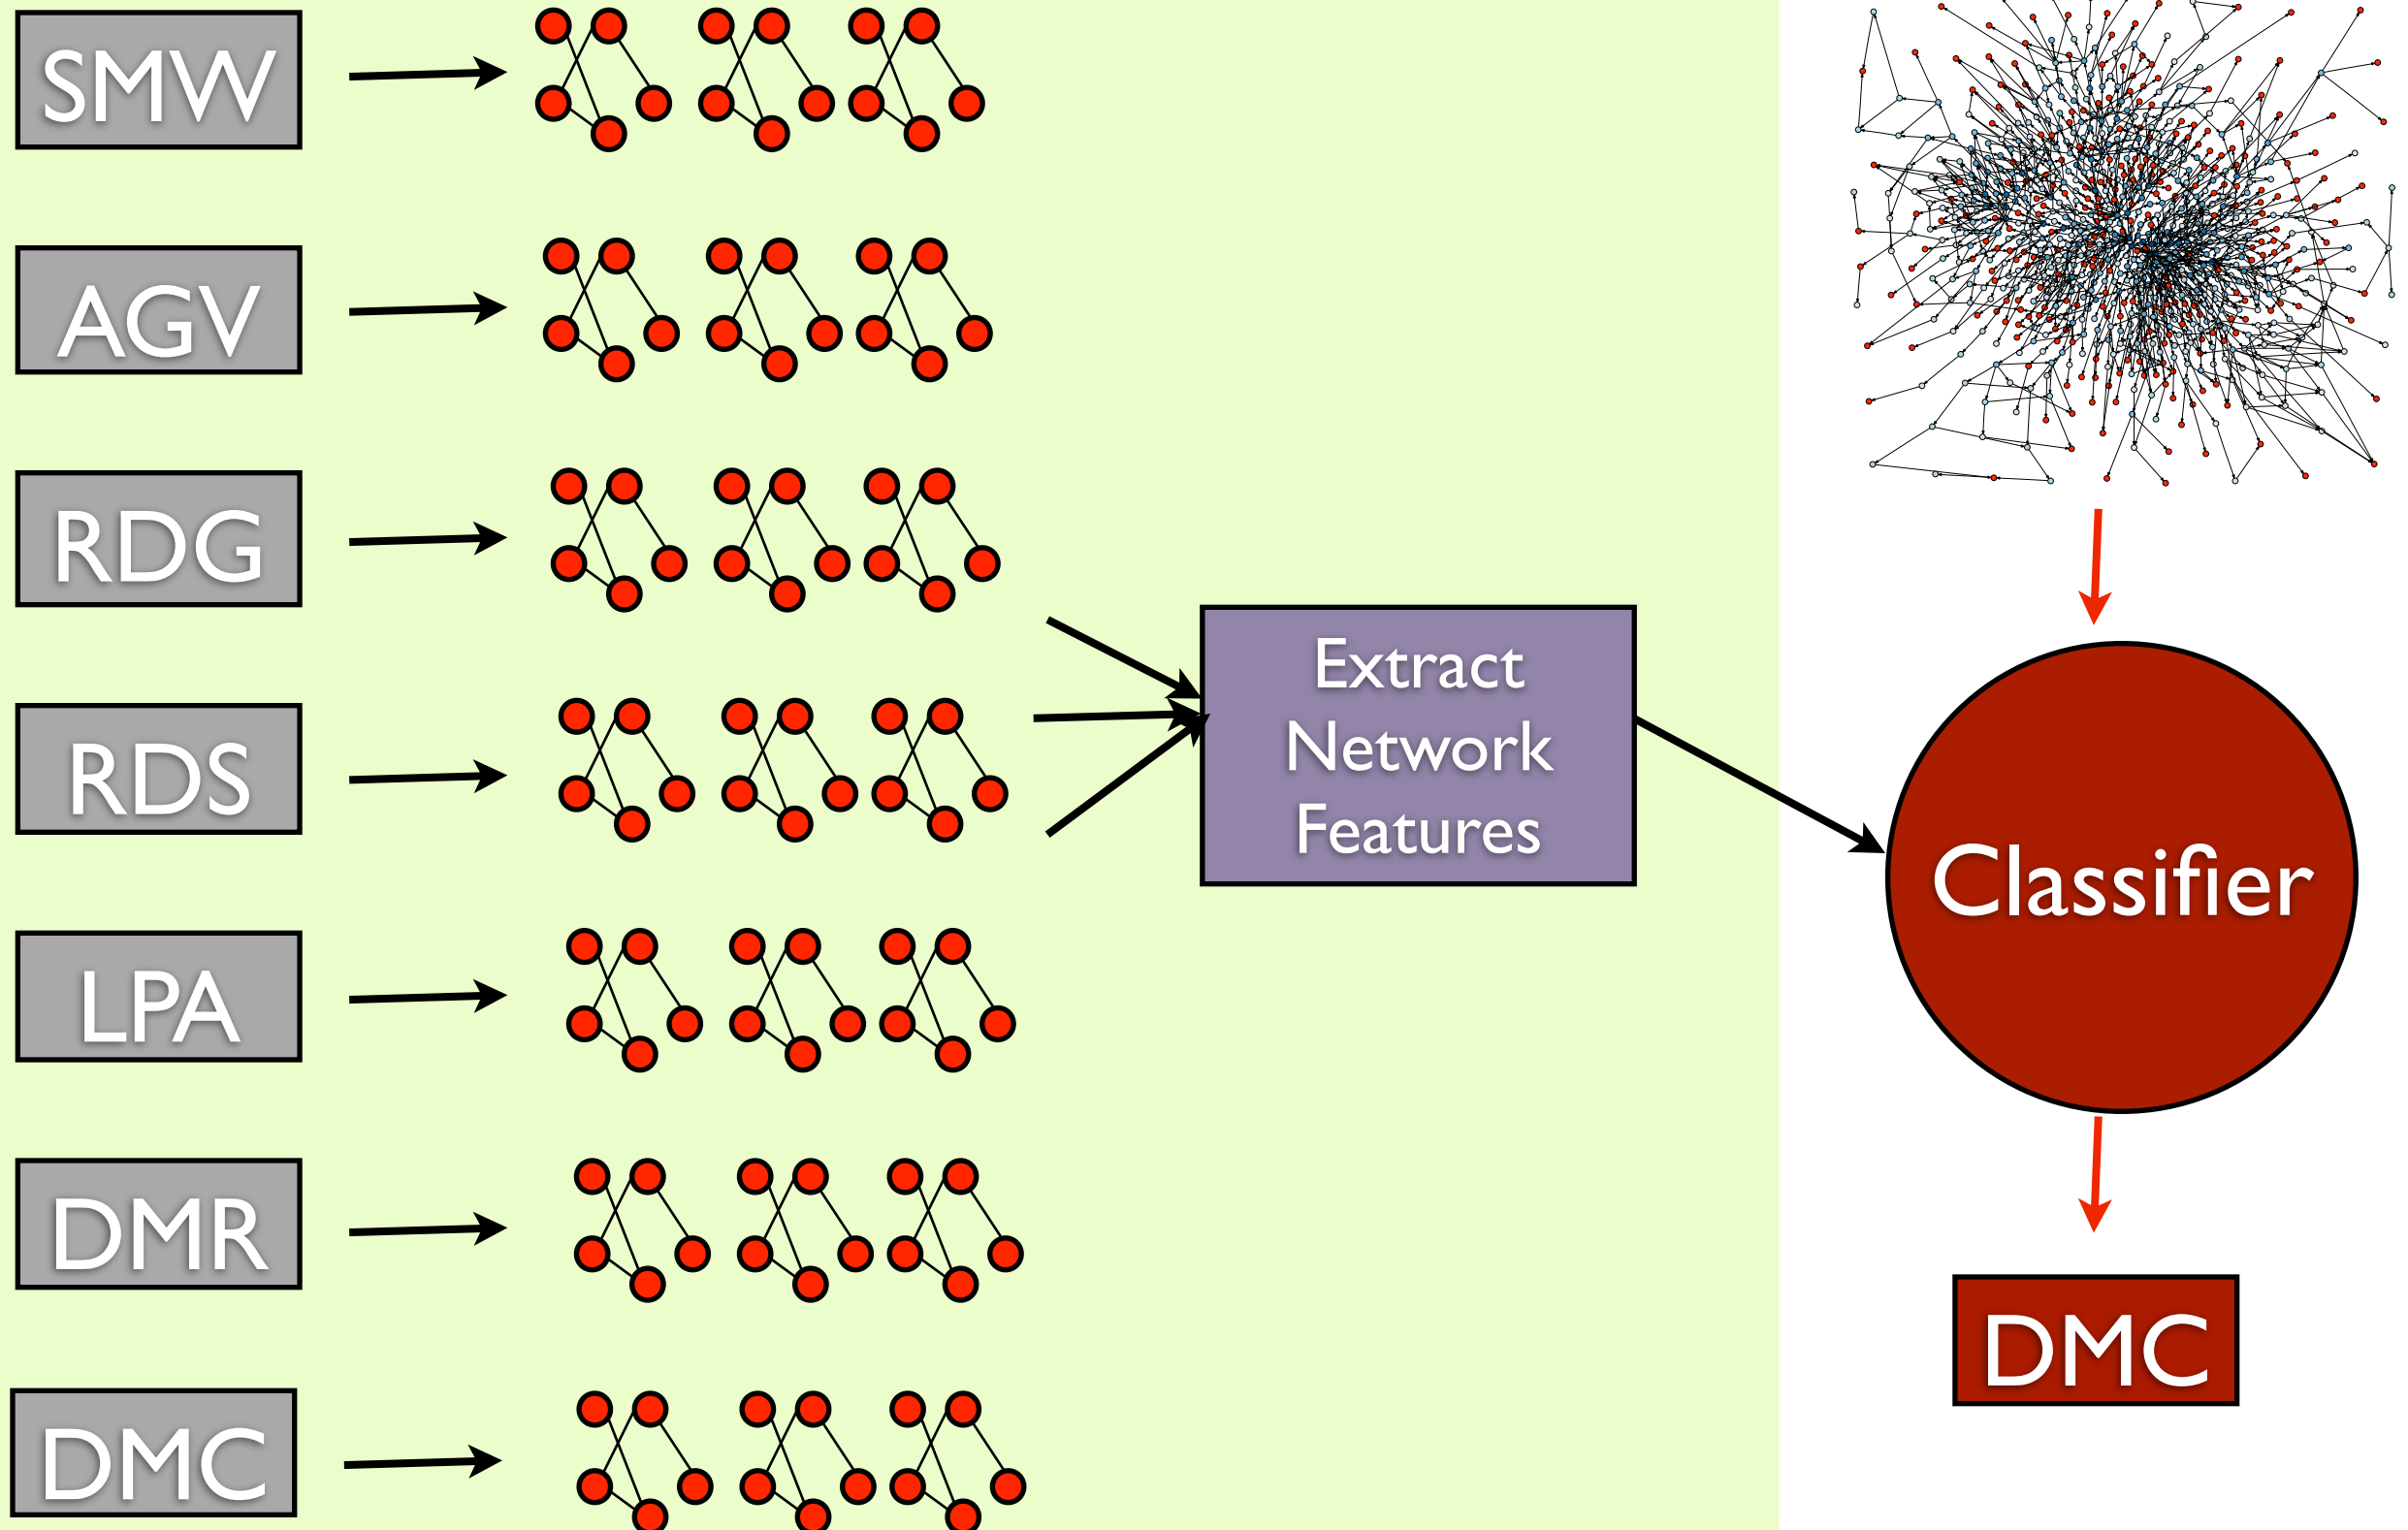 SMW
AGV
RDG
RDS
LPA
DMR
DMC
Extract
Network
Features
Classifier
DMC